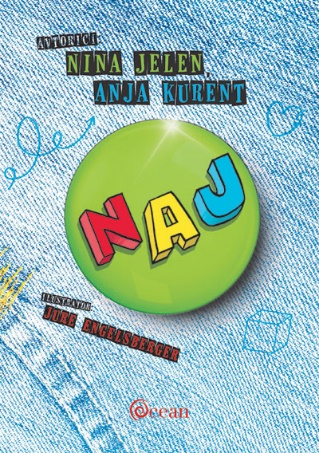 AVTORICI:
NINA JELEN,
ANJA KURENT
NAJ
ILUSTRATOR:
JURE ENGELSBERGER
Ocean